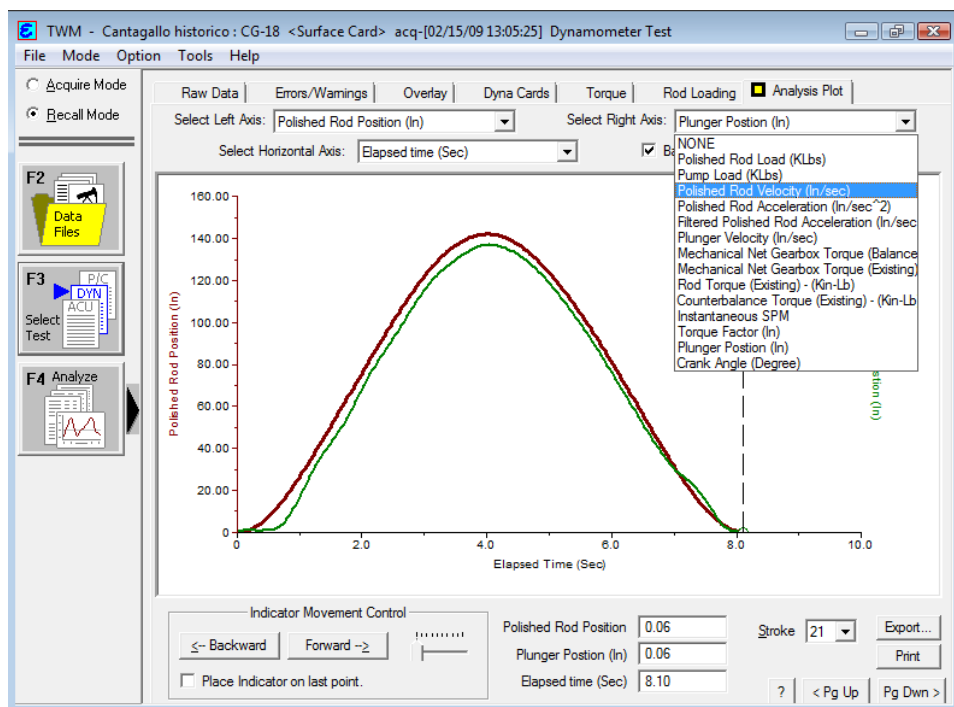 TWM - Cantagallo historico : CG-18 <Surface Card> acq-[02/15/09 13:05:25] Dynamometer Test
File Mode Option Tools Help
Acquire Mode
Recall Mode
F2
Data
Files
F3
P/C
DYN
ACU
Select
Test
F4 Analyze
Raw Data
Errors/Warnings
Overlay
Dyna Cards
Torque
Rod Loading
Analysis Plot
Select Left Axis: Polished Rod Position (In)
Select Right Axis: Plunger Postion (In)
Select Horizontal Axis: Elapsed time (Sec)
Ba
NONE
Polished Rod Load (KLbs)
Pump Load (KLbs)
Polished Rod Velocity (In/sec)
Polished Rod Acceleration (In/sec^2)
Filtered Polished Rod Acceleration (In/sec
Plunger Velocity (In/sec)
Mechanical Net Gearbox Torque (Balance
Mechanical Net Gearbox Torque (Existing)
Rod Torque (Existing) - (Kin-Lb)
Counterbalance Torque (Existing) - (Kin-Lb
Instantaneous SPM
Torque Factor (In)
Plunger Postion (In)
Crank Angle (Degree)
160.00
140.00
120.00
100.00
80.00
60.00
40.00
20.00
0
Polished Rod Position (In)
stion (In)
0 2.0 4.0 6.0 8.0 10.0
Elapsed Time (Sec)
Indicator Movement Control
<-- Backward
Forward -->
Place Indicator on last point.
Polished Rod Position 0.06
Plunger Postion (In) 0.06
Elapsed time (Sec) 8.10
Stroke 21
Export...
Print
?
< Pg Up
Pg Dwn >